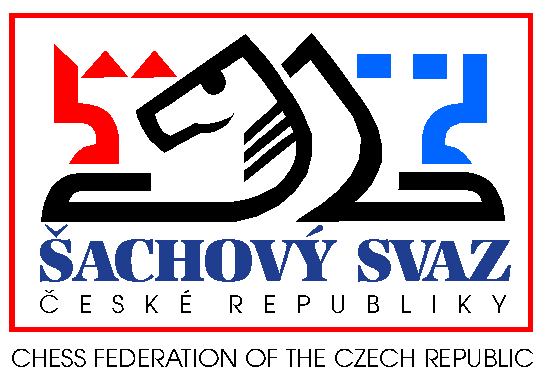 ŠACHOVÝ SVAZ
ČESKÉ REPUBLIKY
CHESS FEDERATION OF THE CZECH REPUBLIC